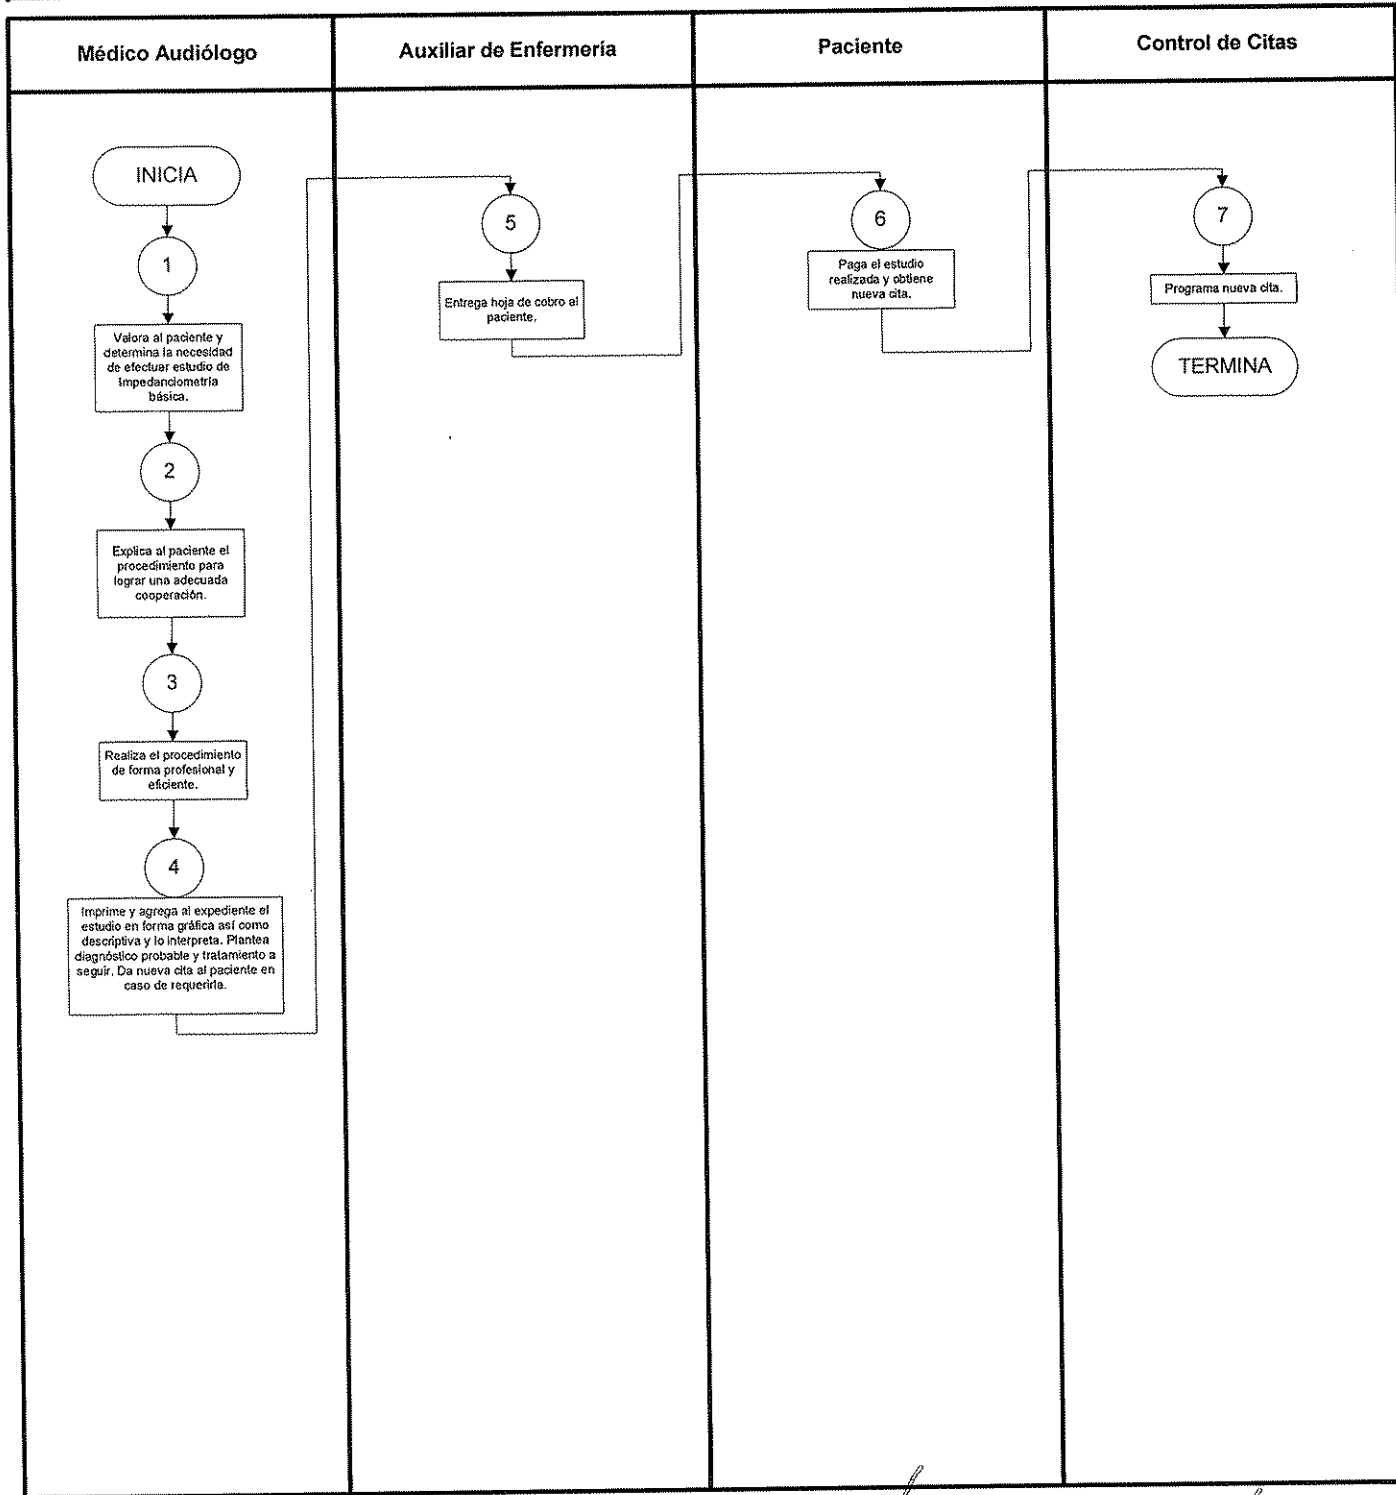 Médico Audiólogo
Auxiliar de Enfermería
Paciente
Control de Citas
INICIA
1
Valora al paciente y
determina la necesidad
de efectuar estudio de
Impedanciometría
básica.
2
Explica al paciente el
procedimiento para
lograr una adecuada
cooperación.
3
Realiza el procedimiento
de forma profesional y
eficiente.
4
Imprime y agrega al expediente el
estudio en forma gráfica así como
descriptiva y lo interpreta. Plantea
diagnóstico probable y tratamiento a
seguir. Da nueva cita al paciente en
caso de requerirla.
5
Entrega hoja de cobro al
paciente.
6
Paga el estudio
realizada y obtiene
nueva cita.
7
Programa nueva cita.
TERMINA